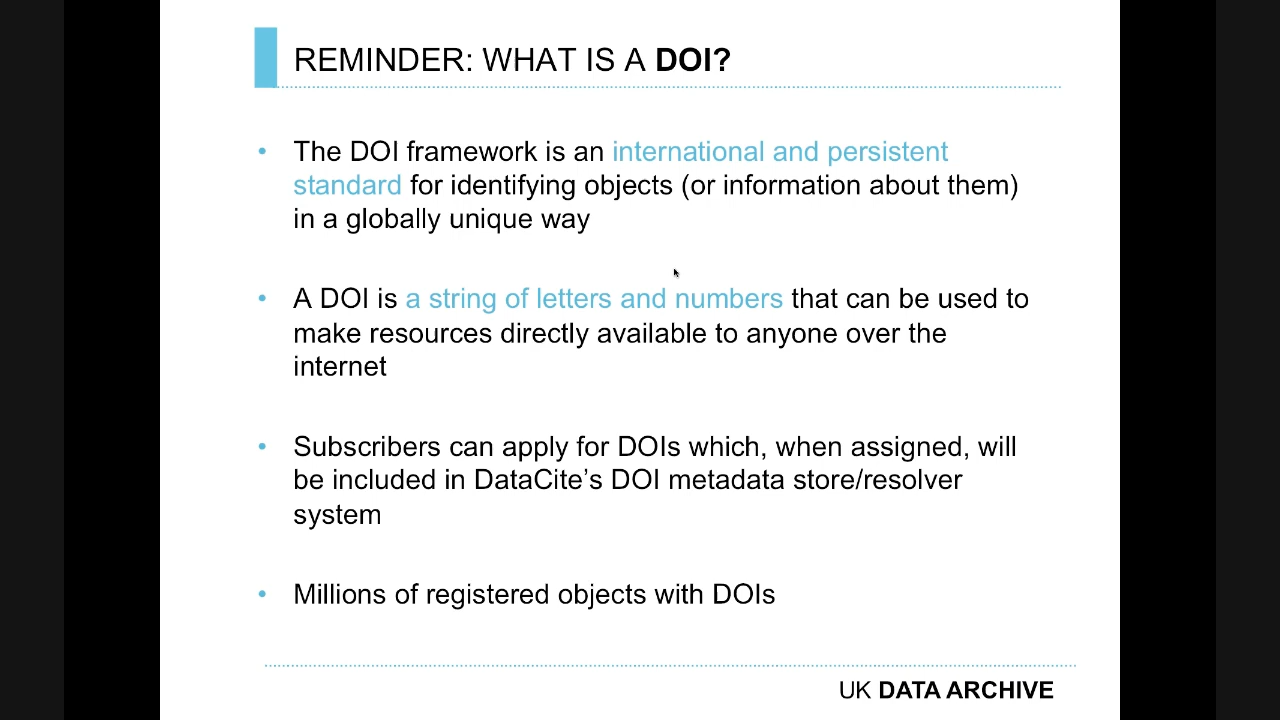 REMINDER: WHAT IS A DOI?
• The DOI framework is an international and persistent
standard for identifying objects (or information about them)
in a globally unique way
• A DOI is a string of letters and numbers that can be used to
make resources directly available to anyone over the
internet
• Subscribers can apply for DOIs which, when assigned, will
be included in DataCite’s DOI metadata store/resolver
system
• Millions of registered objects with DOIs
UK DATA ARCHIVE